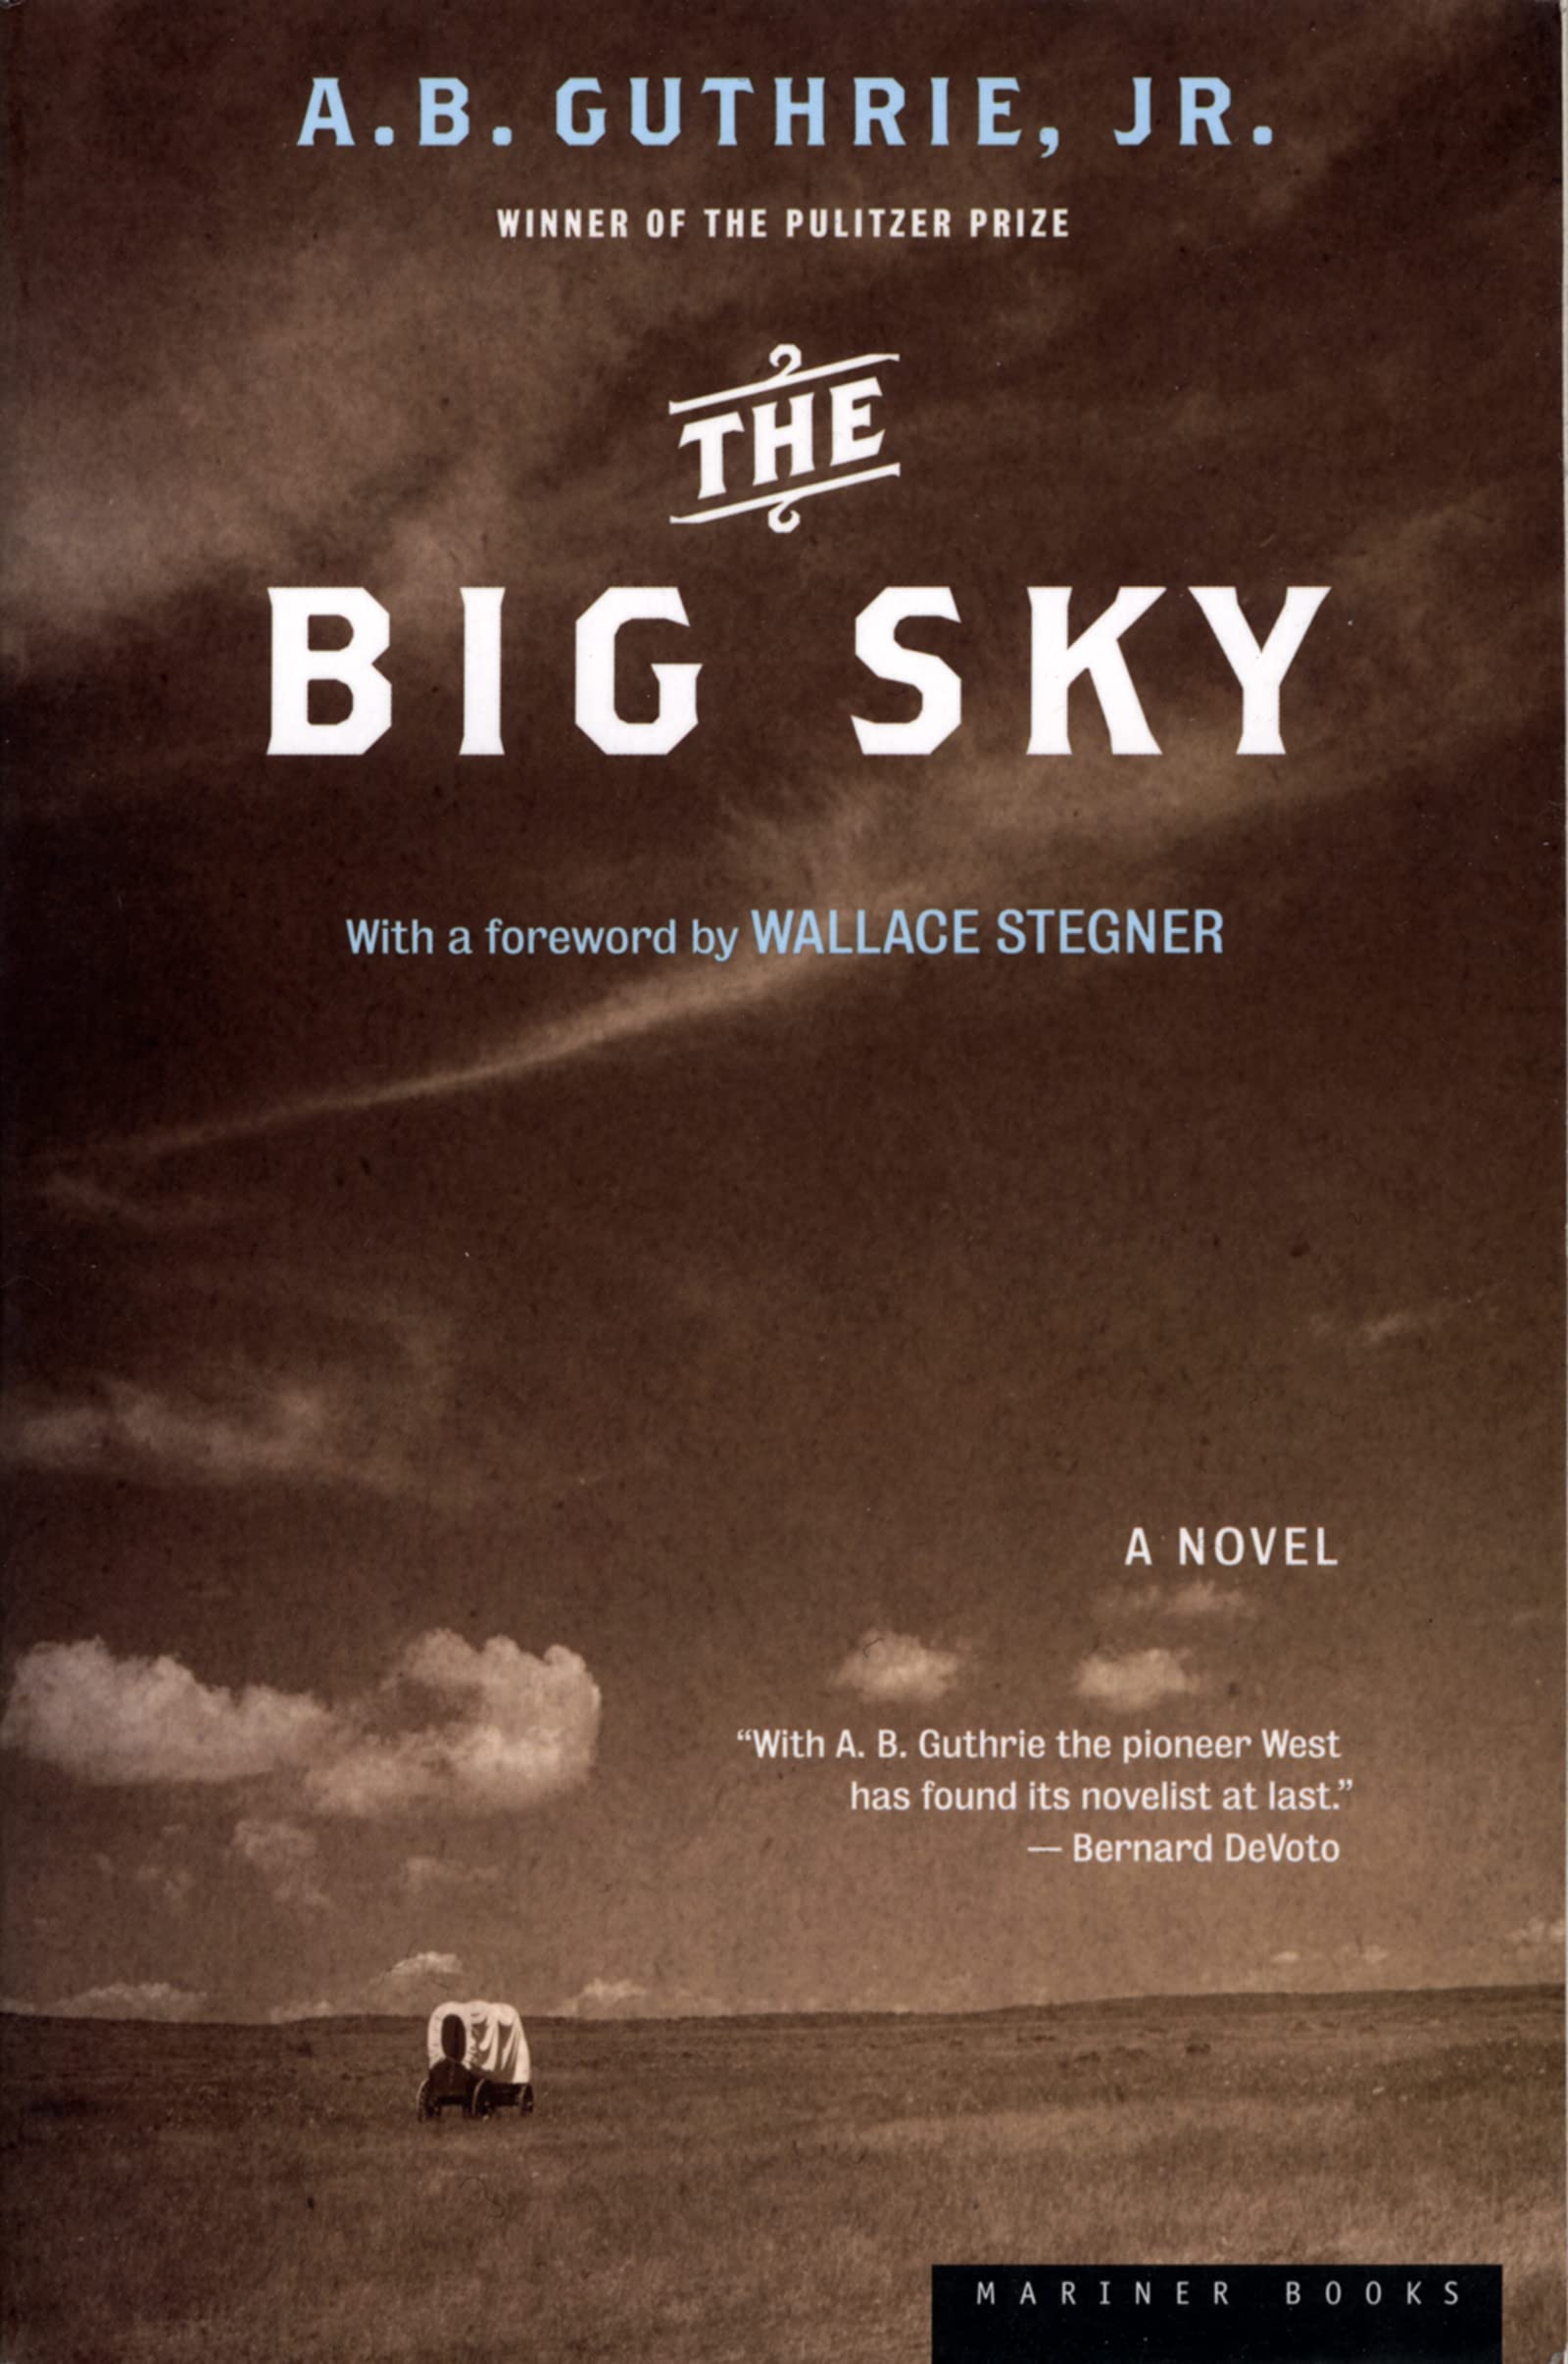 A.B. GUTHRIE, JR.
WINNER OF THE PULITZER PRIZE
THE
BIG SKY
With a foreword by WALLACE STEGNER
A NOVEL
“With A. B. Guthrie the pioneer West
has found its novelist at last.”
— Bernard DeVoto
MARINER BOOKS